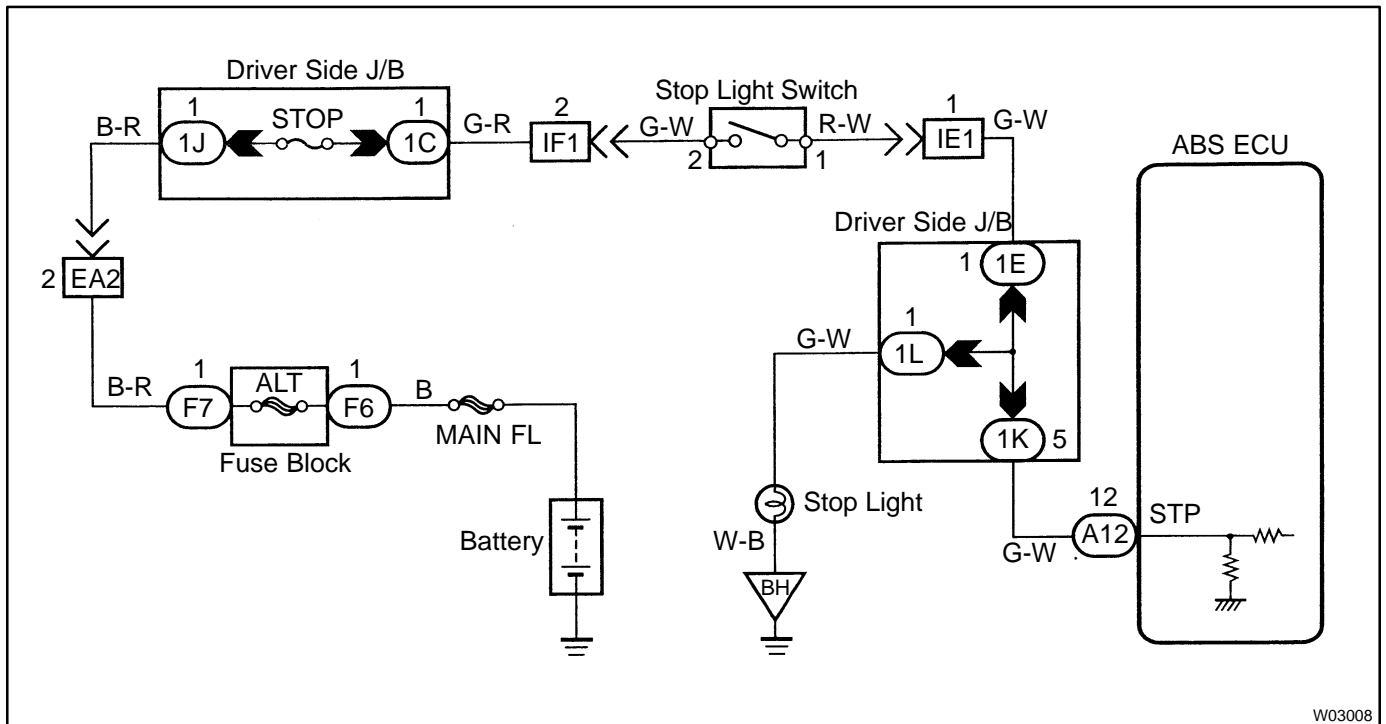 Driver Side J/B
1
STOP
1
B-R
1J
1C
G-R
2
IF1
G-W
Stop Light Switch
2
1
R-W
1
IE1
G-W
ABS ECU
2
EA2
Driver Side J/B
1
1E
1
G-W
1L
1K
5
B-R
1
F7
ALT
1
F6
B
MAIN FL
Fuse Block
Battery
Stop Light
W-B
BH
G-W
12
A12
STP
W03008